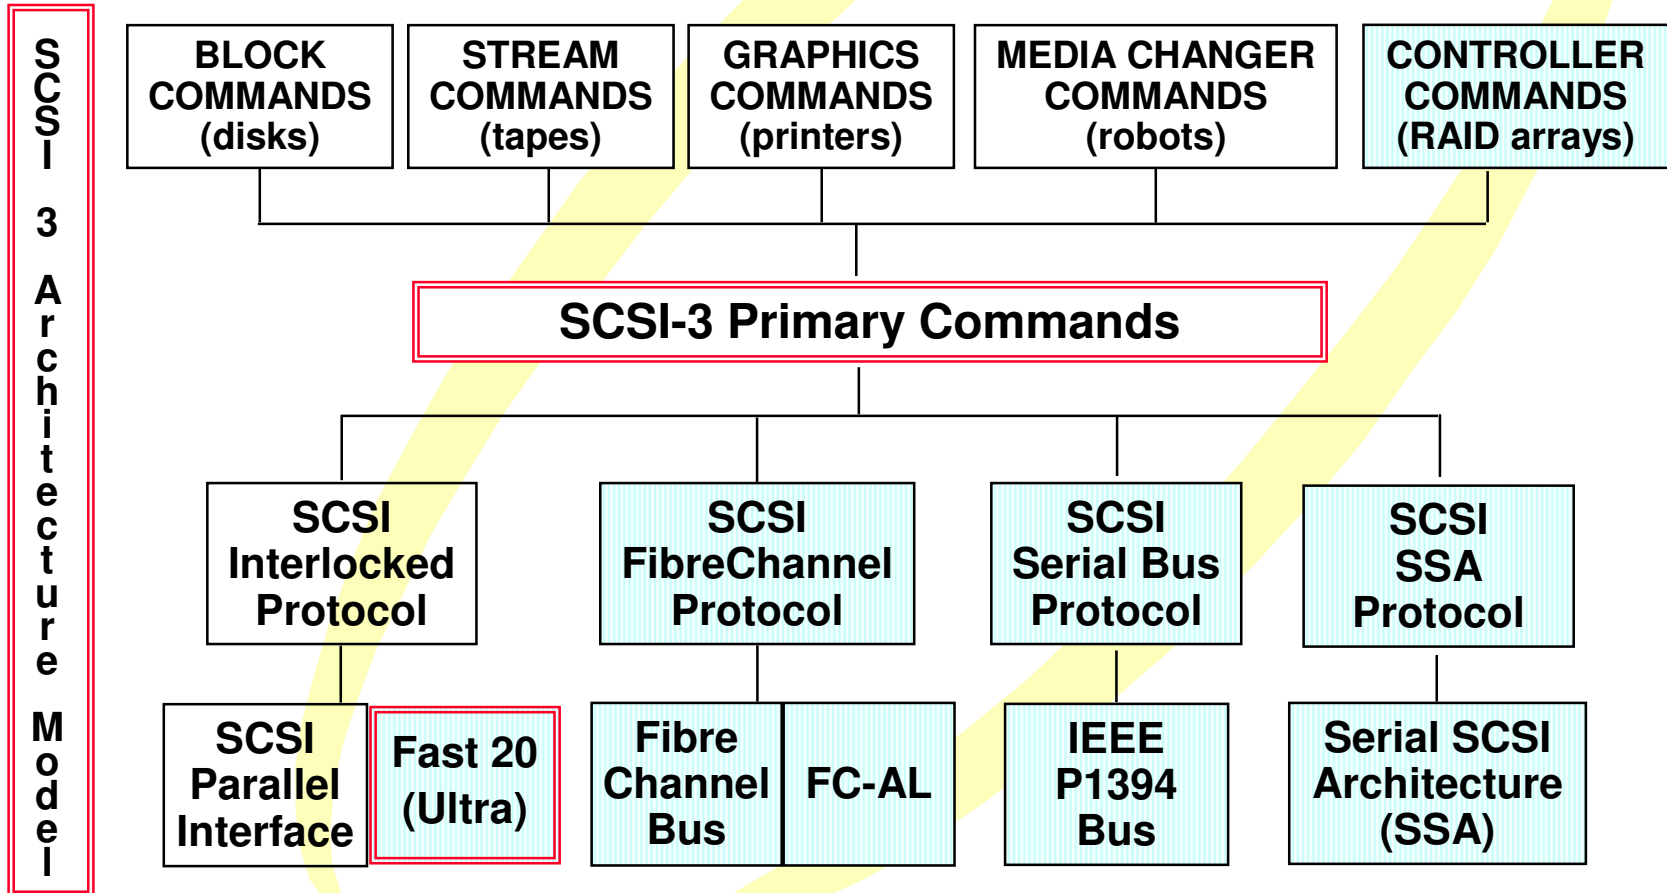 SCSI 3 Architecture Model
BLOCK
COMMANDS
(disks)
STREAM
COMMANDS
(tapes)
GRAPHICS
COMMANDS
(printers)
MEDIA CHANGER
COMMANDS
(robots)
CONTROLLER
COMMANDS
(RAID arrays)
SCSI-3 Primary Commands
SCSI
Interlocked
Protocol
SCSI
FibreChannel
Protocol
SCSI
Serial Bus
Protocol
SCSI
SSA
Protocol
SCSI
Parallel
Interface
Fast 20
(Ultra)
Fibre
Channel
Bus
FC-AL
IEEE
P1394
Bus
Serial SCSI
Architecture
(SSA)